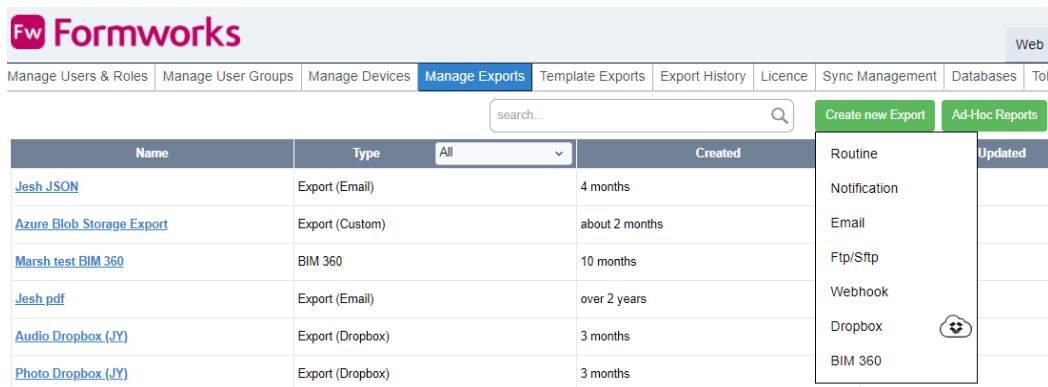 Fw Formworks
Web
Manage Users & Roles Manage User Groups Manage Devices Manage Exports Template Exports Export History Licence Sync Management Databases
search... Create new Export Ad-Hoc Reports
Name Type All Created Updated
Routine
Jesh JSON Export (Email) 4 months
Notification
Azure Blob Storage Export Export (Custom) about 2 months
Email
Marsh test BIM 360 BIM 360 10 months
Ftp/Sftp
Jesh pdf Export (Email) over 2 years
Webhook
Audio Dropbox (JY) Export (Dropbox) 3 months
Dropbox
Photo Dropbox (JY) Export (Dropbox) 3 months
BIM 360